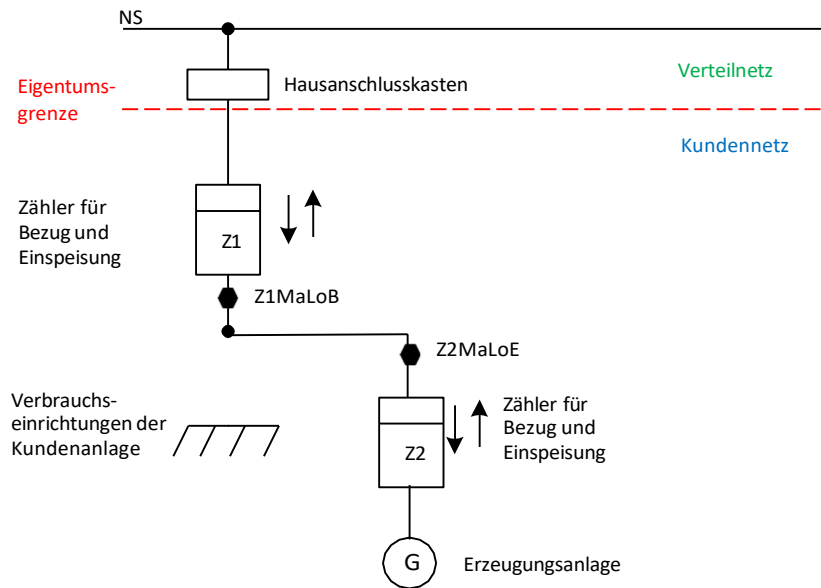 NS
Hausanschlusskasten
Verteilnetz
Eigentums-
grenze
Kundennetz
Zähler für
Bezug und
Einspeisung
Z1
Z1MaLoB
Z2MaLoE
Verbrauchs-
einrichtungen der
Kundenanlage
Z2
Zähler für
Bezug und
Einspeisung
G
Erzeugungsanlage